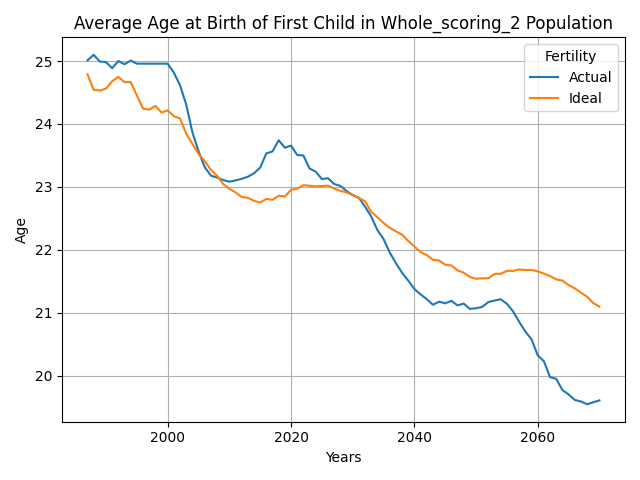 Average Age at Birth of First Child in Whole_scoring_2 Population
Fertility
Actual
Ideal
Age
25
24
23
22
21
20
2000
2020
2040
2060
Years